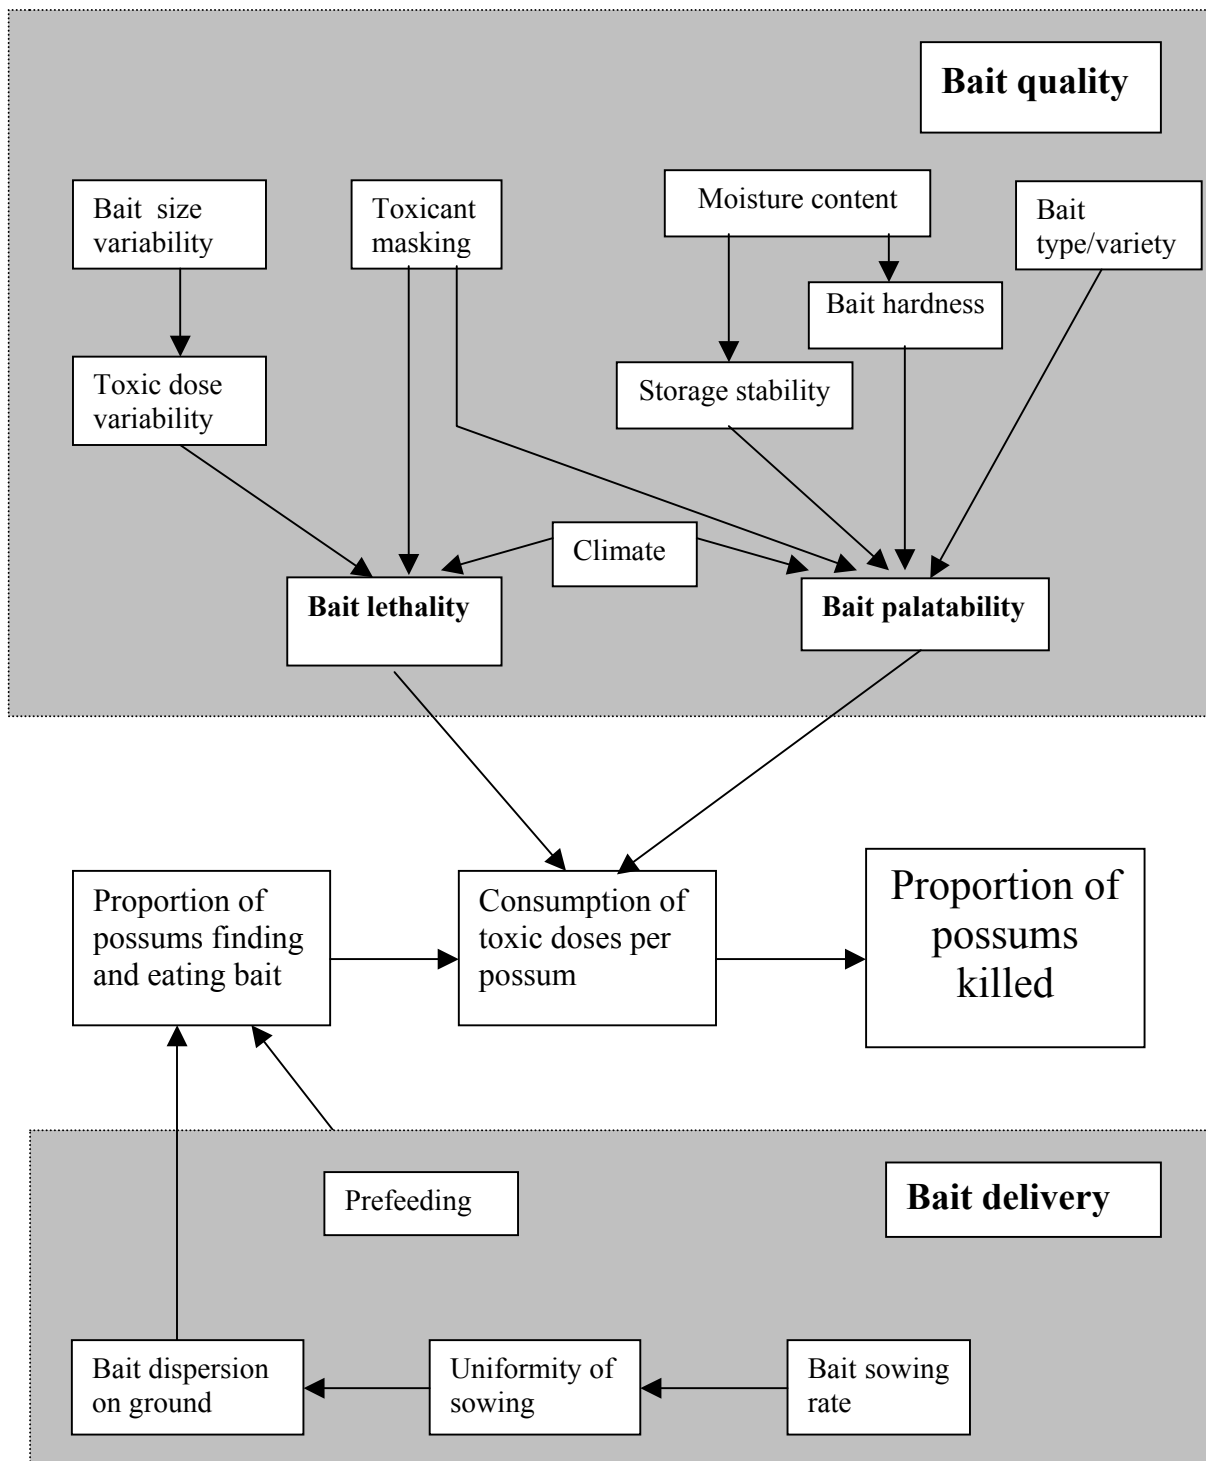 Bait quality
Bait size
variability
Toxicant
masking
Moisture content
Bait
type/variety
Bait hardness
Toxic dose
variability
Storage stability
Climate
Bait lethality
Bait palatability
Proportion of
possums finding
and eating bait
Consumption of
toxic doses per
possum
Proportion of
possums
killed
Prefeeding
Bait delivery
Bait dispersion
on ground
Uniformity of
sowing
Bait sowing
rate